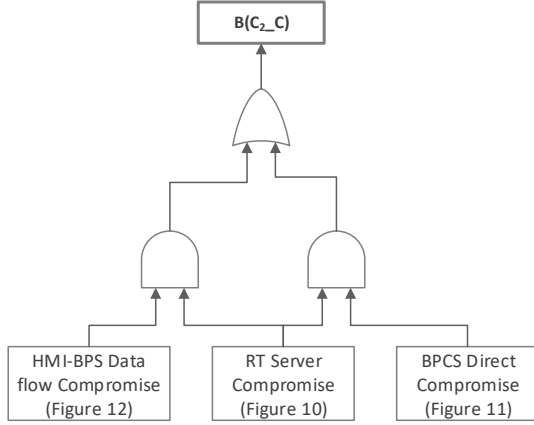 B(C₂_C)
HMI-BPS Data
flow Compromise
(Figure 12)
RT Server
Compromise
(Figure 10)
BPCS Direct
Compromise
(Figure 11)